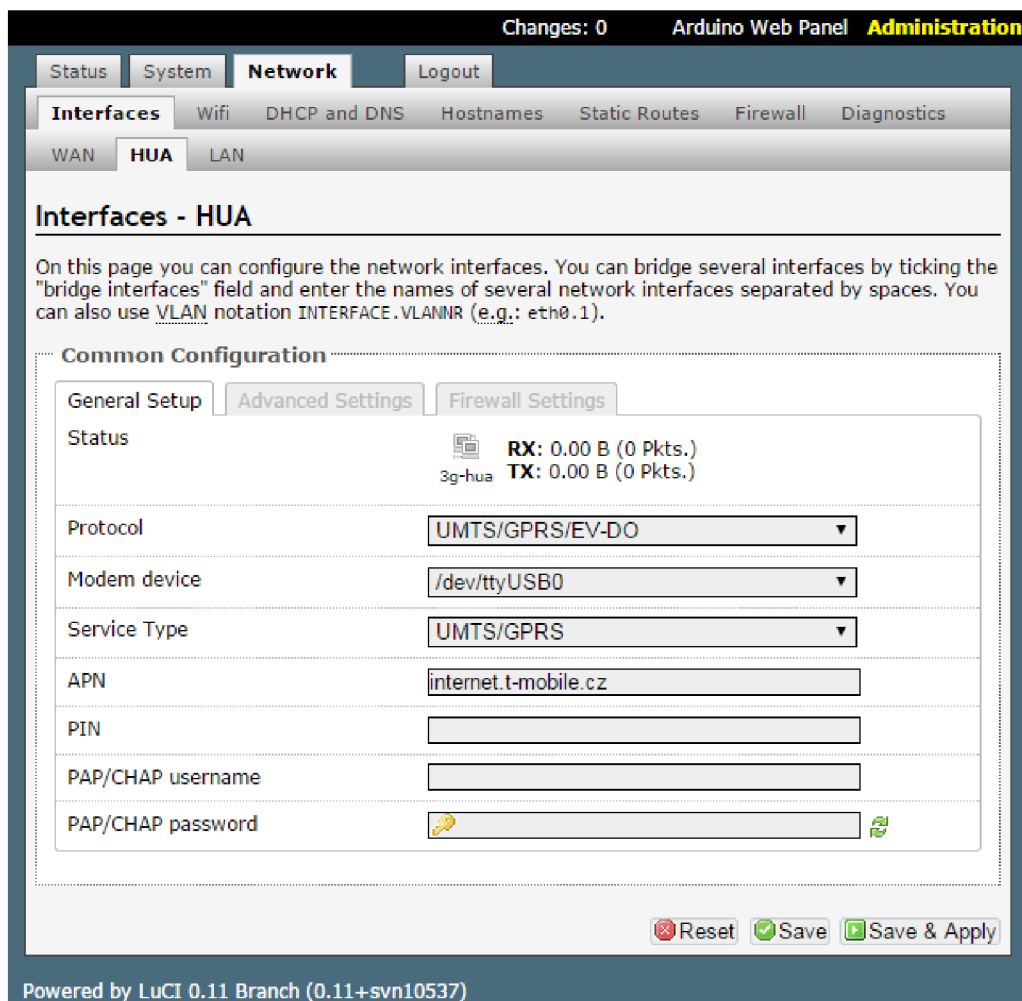 Changes: 0 Arduino Web Panel Administration
Status System Network Logout
Interfaces Wifi DHCP and DNS Hostnames Static Routes Firewall Diagnostics
WAN HUA LAN
Interfaces - HUA
On this page you can configure the network interfaces. You can bridge several interfaces by ticking the
"bridge interfaces" field and enter the names of several network interfaces separated by spaces. You
can also use VLAN notation INTERFACE.VLANNR (e.g.: eth0.1).
Common Configuration
General Setup Advanced Settings Firewall Settings
Status
RX: 0.00 B (0 Pkts.)
3g-hua TX: 0.00 B (0 Pkts.)
Protocol UMTS/GPRS/EV-DO
Modem device /dev/ttyUSB0
Service Type UMTS/GPRS
APN internet.t-mobile.cz
PIN
PAP/CHAP username
PAP/CHAP password
Reset Save Save & Apply
Powered by LuCI 0.11 Branch (0.11+svn10537)